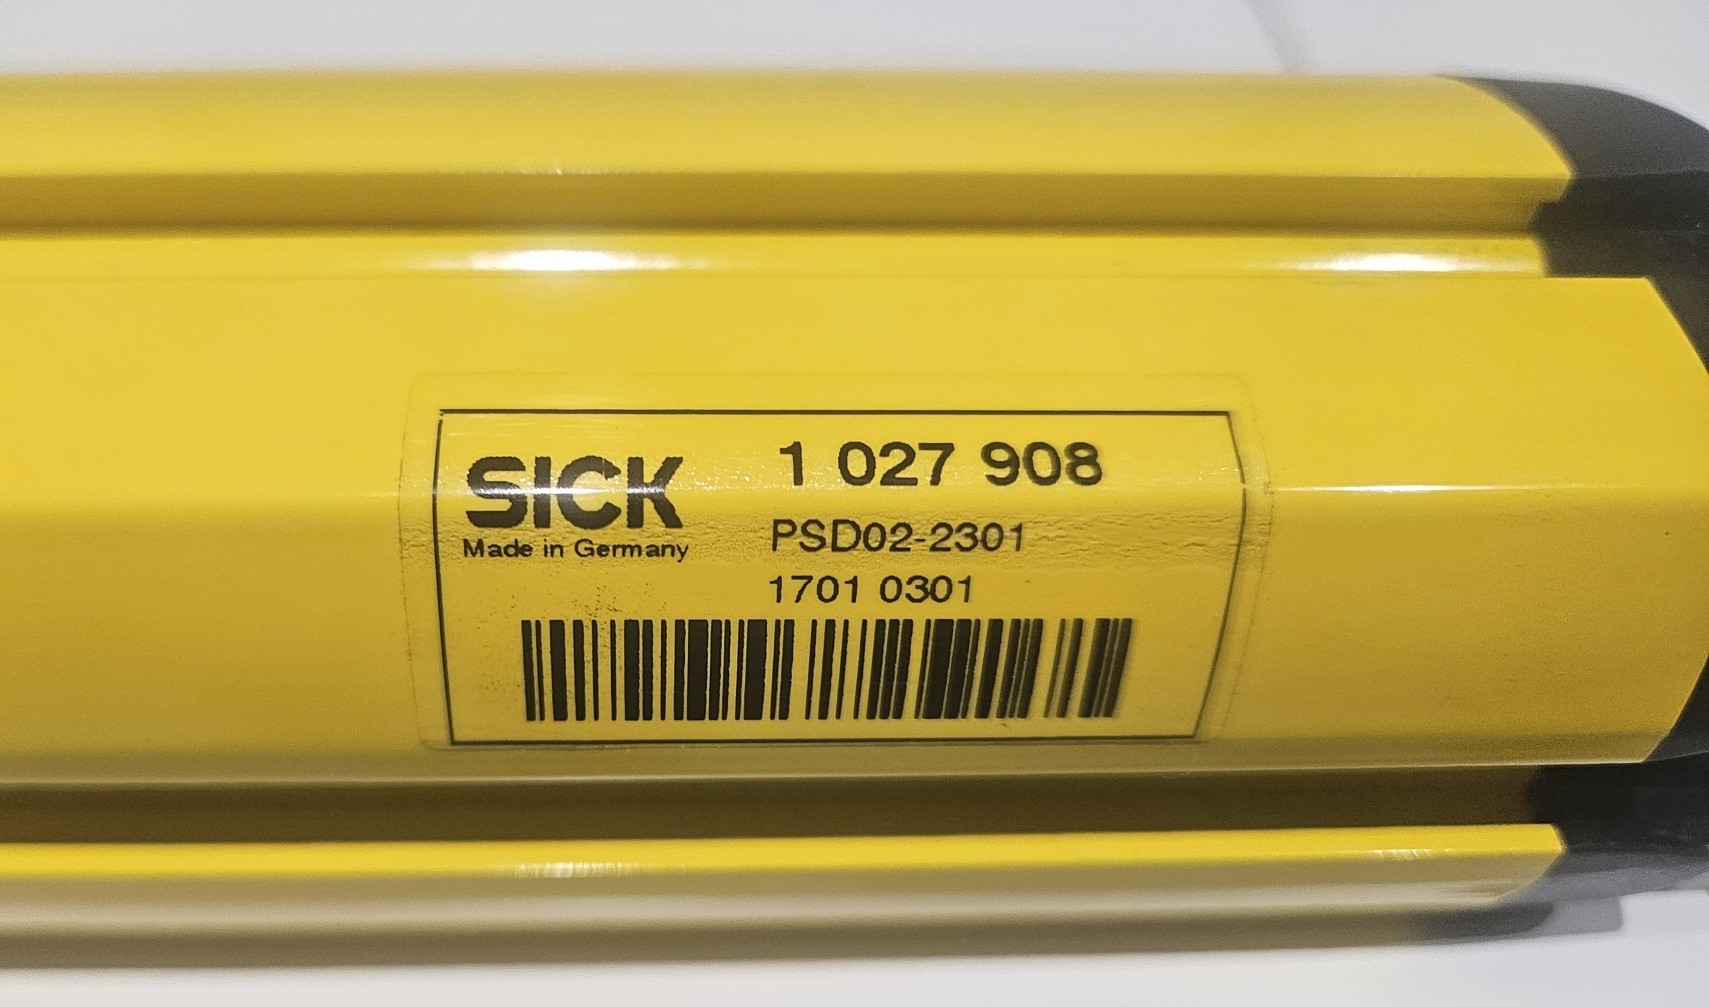 SICK
Made in Germany
1 027 908
PSD02-2301
1701 0301